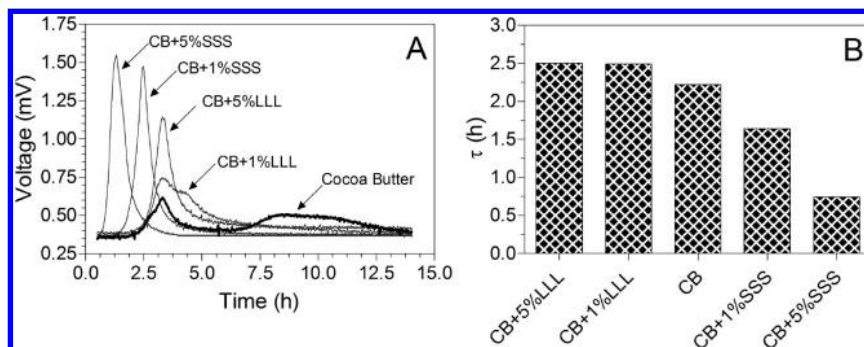 A
CB+5%SSS
CB+1%SSS
CB+5%LLL
CB+1%LLL
Cocoa Butter
Voltage (mV)
1.75
1.50
1.25
1.00
0.75
0.50
0.25
0.0 2.5 5.0 7.5 10.0 12.5 15.0
Time (h)
B
τ (h)
3.0
2.5
2.0
1.5
1.0
0.5
0.0
CB+5%LLL
CB+1%LLL
CB
CB+1%SSS
CB+5%SSS